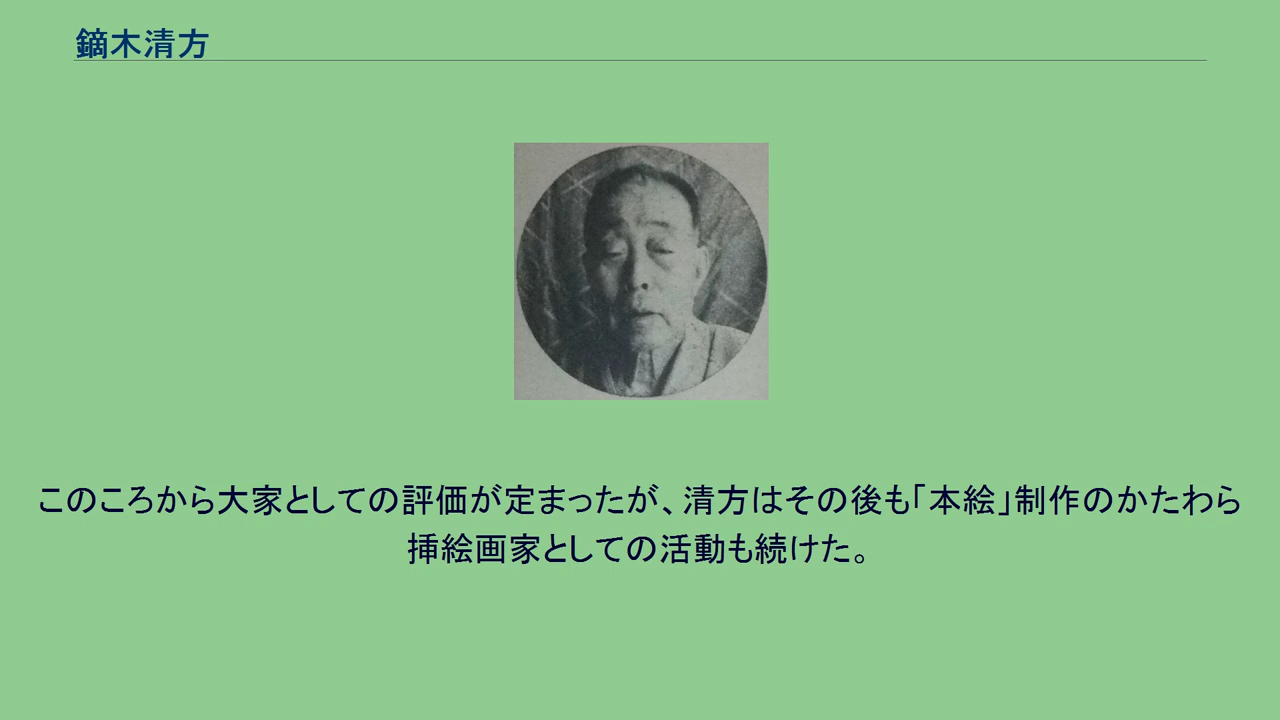 鏑木清方
このころから大家としての評価が定まったが、清方はその後も「本絵」制作のかたわら
挿絵画家としての活動も続けた。